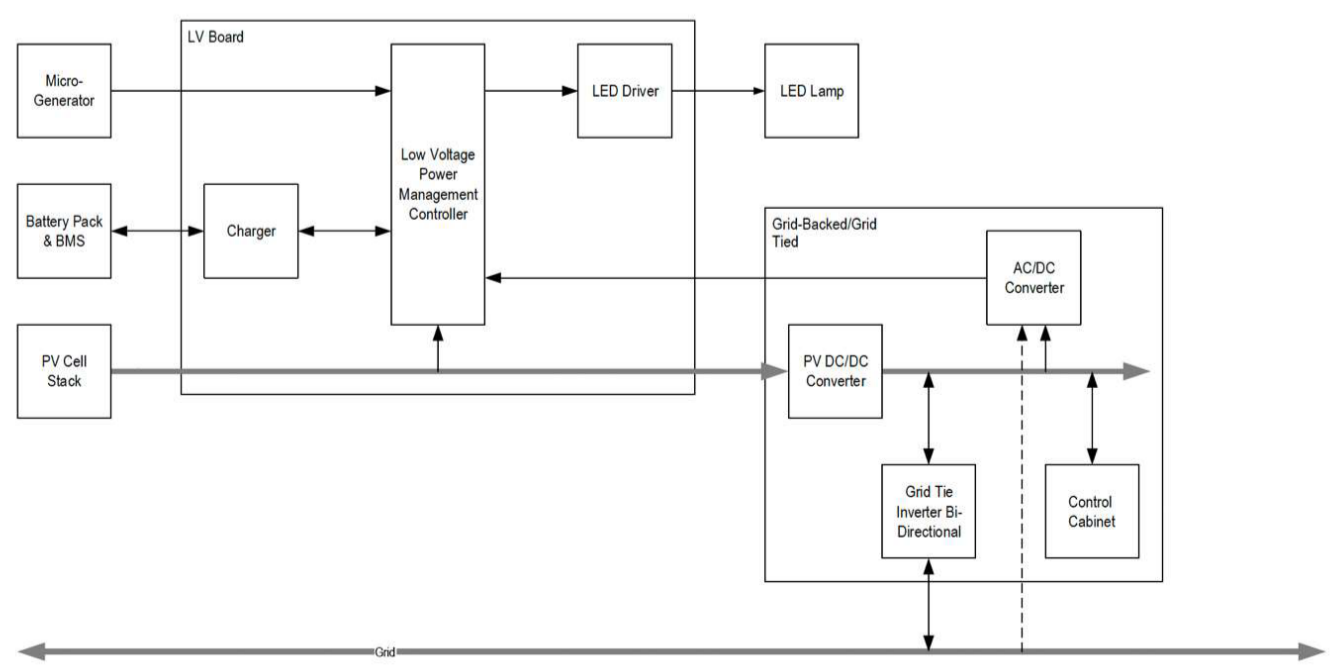 LV Board
Micro-
Generator
LED Driver
LED Lamp
Low Voltage
Power
Management
Controller
Battery Pack
& BMS
Charger
Grid-Backed/Grid
Tied
AC/DC
Converter
PV Cell
Stack
PV DC/DC
Converter
Grid Tie
Inverter Bi-
Directional
Control
Cabinet
Grid